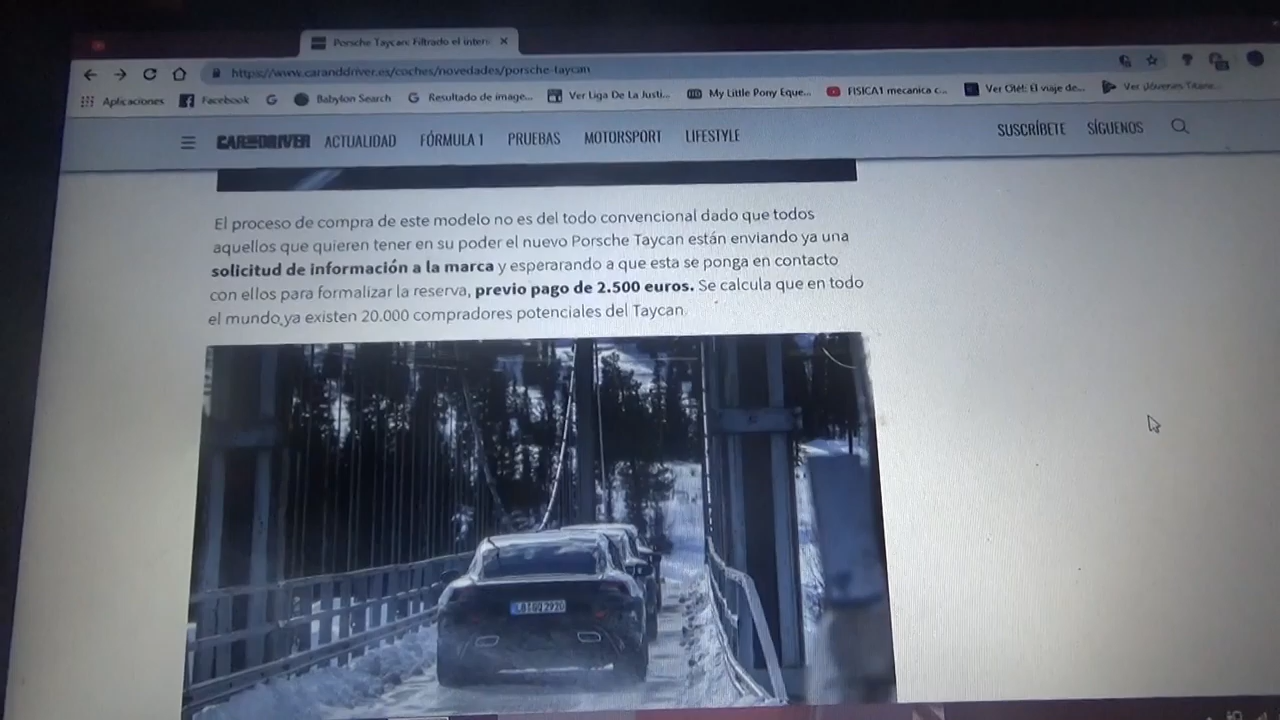 Porsche Taycan: Filtrado el interi
https://www.caranddriver.es/coches/novedades/porsche-taycan
Aplicaciones Facebook Babylon Search Resultado de image... Ver Liga De La Justi... My Little Pony Eque... FISICA1 mecanica c... Ver Olé!: El viaje de... Ver Jóvenes Titane...
CAR AND DRIVER ACTUALIDAD FÓRMULA 1 PRUEBAS MOTORSPORT LIFESTYLE SUSCRÍBETE SÍGUENOS
El proceso de compra de este modelo no es del todo convencional dado que todos
aquellos que quieren tener en su poder el nuevo Porsche Taycan están enviando ya una
solicitud de información a la marca y esperarando a que esta se ponga en contacto
con ellos para formalizar la reserva, previo pago de 2.500 euros. Se calcula que en todo
el mundo ya existen 20.000 compradores potenciales del Taycan.